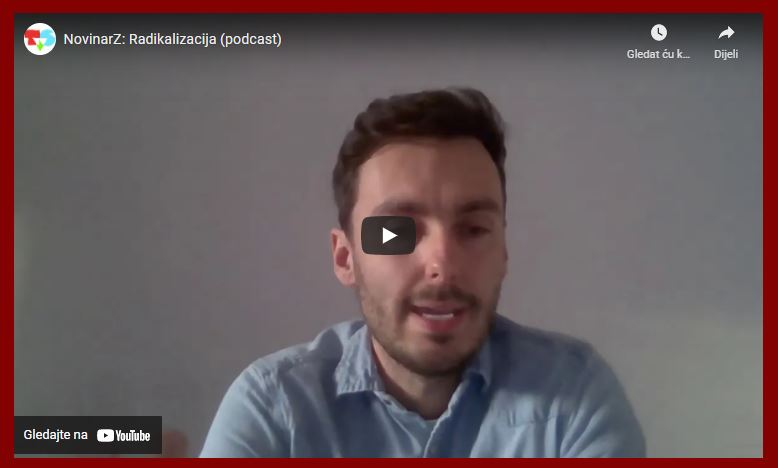 NovinarZ: Radikalizacija (podcast)
Gledat ću k...
Dijeli
Gledajte na YouTube